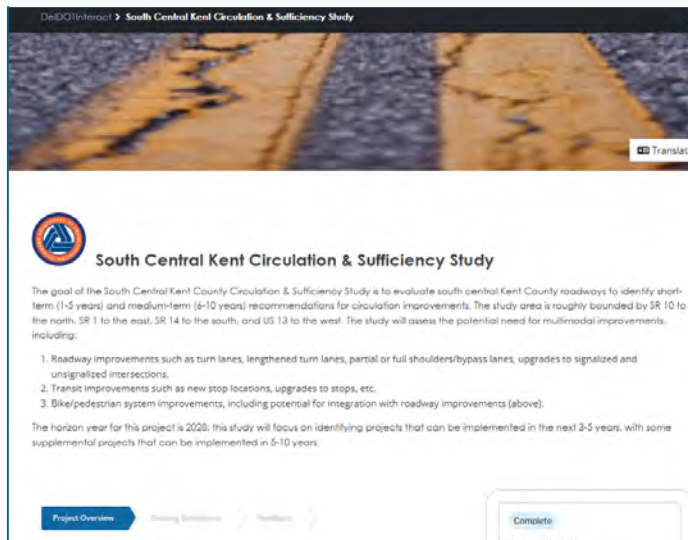 DelDOTInteract > South Central Kent Circulation & Sufficiency Study
Translat
South Central Kent Circulation & Sufficiency Study
The goal of the South Central Kent County Circulation & Sufficiency Study is to evaluate south central Kent County roadways to identify short-
term (1-5 years) and medium-term (6-10 years) recommendations for circulation improvements. The study area is roughly bounded by SR 10 to
the north, SR 1 to the east, SR 14 to the south, and US 13 to the west. The study will assess the potential need for multimodal improvements,
including:
1. Roadway improvements such as turn lanes, lengthened turn lanes, partial or full shoulders/bypass lanes, upgrades to signalized and
unsignalized intersections.
2. Transit improvements such as new stop locations, upgrades to stops, etc.
3. Bike/pedestrian system improvements, including potential for integration with roadway improvements (above).
The horizon year for this project is 2028; this study will focus on identifying projects that can be implemented in the next 3-5 years, with some
supplemental projects that can be implemented in 5-10 years.
Project Overview
Existing Conditions
Feedback
Complete